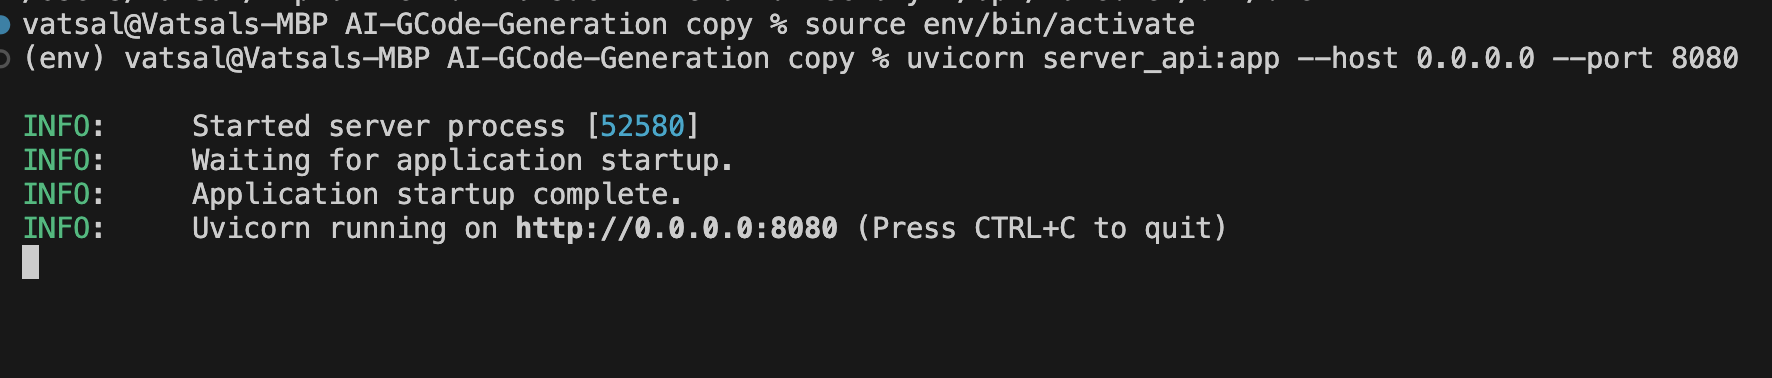 vatsal@Vatsals-MBP AI-GCode-Generation copy % source env/bin/activate
(env) vatsal@Vatsals-MBP AI-GCode-Generation copy % uvicorn server_api:app --host 0.0.0.0 --port 8080
INFO:     Started server process [52580]
INFO:     Waiting for application startup.
INFO:     Application startup complete.
INFO:     Uvicorn running on http://0.0.0.0:8080 (Press CTRL+C to quit)